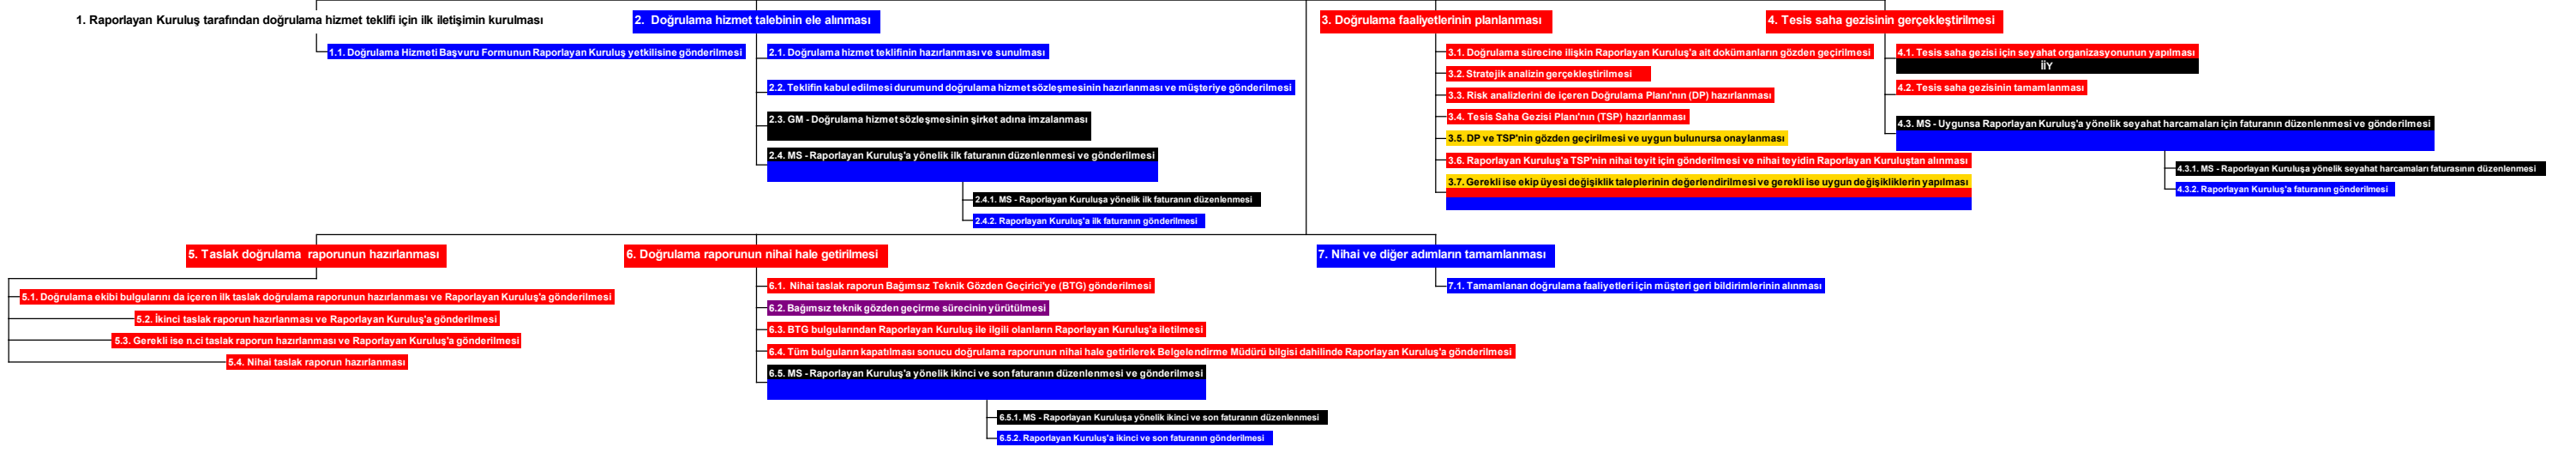 1. Raporlayan Kuruluş tarafından doğrulama hizmet teklifi için ilk iletişimin kurulması
1.1. Doğrulama Hizmeti Başvuru Formunun Raporlayan Kuruluş yetkilisine gönderilmesi
2. Doğrulama hizmet talebinin ele alınması
2.1. Doğrulama hizmet teklifinin hazırlanması ve sunulması
2.2. Teklifin kabul edilmesi durumund doğrulama hizmet sözleşmesinin hazırlanması ve müşteriye gönderilmesi
2.3. GM - Doğrulama hizmet sözleşmesinin şirket adına imzalanması
2.4. MS - Raporlayan Kuruluş'a yönelik ilk faturanın düzenlenmesi ve gönderilmesi
2.4.1. MS - Raporlayan Kuruluşa yönelik ilk faturanın düzenlenmesi
2.4.2. Raporlayan Kuruluş'a ilk faturanın gönderilmesi
3. Doğrulama faaliyetlerinin planlanması
3.1. Doğrulama sürecine ilişkin Raporlayan Kuruluş'a ait dokümanların gözden geçirilmesi
3.2. Stratejik analizin gerçekleştirilmesi
3.3. Risk analizlerini de içeren Doğrulama Planı'nın (DP) hazırlanması
3.4. Tesis Saha Gezisi Planı'nın (TSP) hazırlanması
3.5. DP ve TSP'nin gözden geçirilmesi ve uygun bulunursa onaylanması
3.6. Raporlayan Kuruluş'a TSP'nin nihai teyit için gönderilmesi ve nihai teyidin Raporlayan Kuruluştan alınması
3.7. Gerekli ise ekip üyesi değişiklik taleplerinin değerlendirilmesi ve gerekli ise uygun değişikliklerin yapılması
4. Tesis saha gezisinin gerçekleştirilmesi
4.1. Tesis saha gezisi için seyahat organizasyonunun yapılması
İİY
4.2. Tesis saha gezisinin tamamlanması
4.3. MS - Uygunsa Raporlayan Kuruluş'a yönelik seyahat harcamaları için faturanın düzenlenmesi ve gönderilmesi
4.3.1. MS - Raporlayan Kuruluşa yönelik seyahat harcamaları faturasının düzenlenmesi
4.3.2. Raporlayan Kuruluş'a faturanın gönderilmesi
5. Taslak doğrulama raporunun hazırlanması
5.1. Doğrulama ekibi bulgularını da içeren ilk taslak doğrulama raporunun hazırlanması ve Raporlayan Kuruluş'a gönderilmesi
5.2. İkinci taslak raporun hazırlanması ve Raporlayan Kuruluş'a gönderilmesi
5.3. Gerekli ise n.ci taslak raporun hazırlanması ve Raporlayan Kuruluş'a gönderilmesi
5.4. Nihai taslak raporun hazırlanması
6. Doğrulama raporunun nihai hale getirilmesi
6.1. Nihai taslak raporun Bağımsız Teknik Gözden Geçirici'ye (BTG) gönderilmesi
6.2. Bağımsız teknik gözden geçirme sürecinin yürütülmesi
6.3. BTG bulgularından Raporlayan Kuruluş ile ilgili olanların Raporlayan Kuruluş'a iletilmesi
6.4. Tüm bulguların kapatılması sonucu doğrulama raporunun nihai hale getirilerek Belgelendirme Müdürü bilgisi dahilinde Raporlayan Kuruluş'a gönderilmesi
6.5. MS - Raporlayan Kuruluş'a yönelik ikinci ve son faturanın düzenlenmesi ve gönderilmesi
6.5.1. MS - Raporlayan Kuruluşa yönelik ikinci ve son faturanın düzenlenmesi
6.5.2. Raporlayan Kuruluş'a ikinci ve son faturanın gönderilmesi
7. Nihai ve diğer adımların tamamlanması
7.1. Tamamlanan doğrulama faaliyetleri için müşteri geri bildirimlerinin alınması